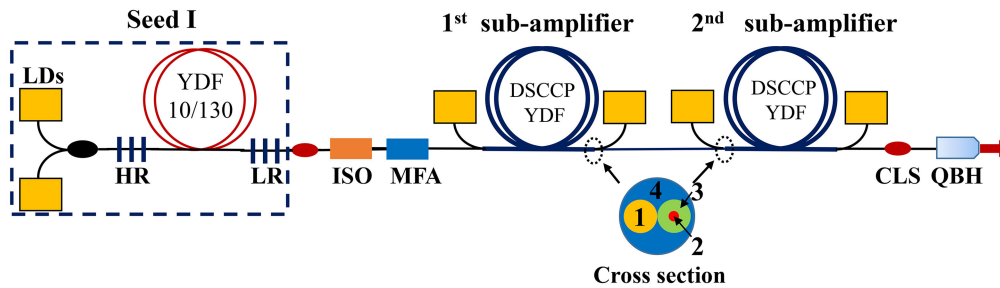 Seed I
1st sub-amplifier
2nd sub-amplifier
LDs
YDF
10/130
DSCCP
YDF
DSCCP
YDF
HR
LR
ISO
MFA
CLS
QBH
4
3
1
2
Cross section